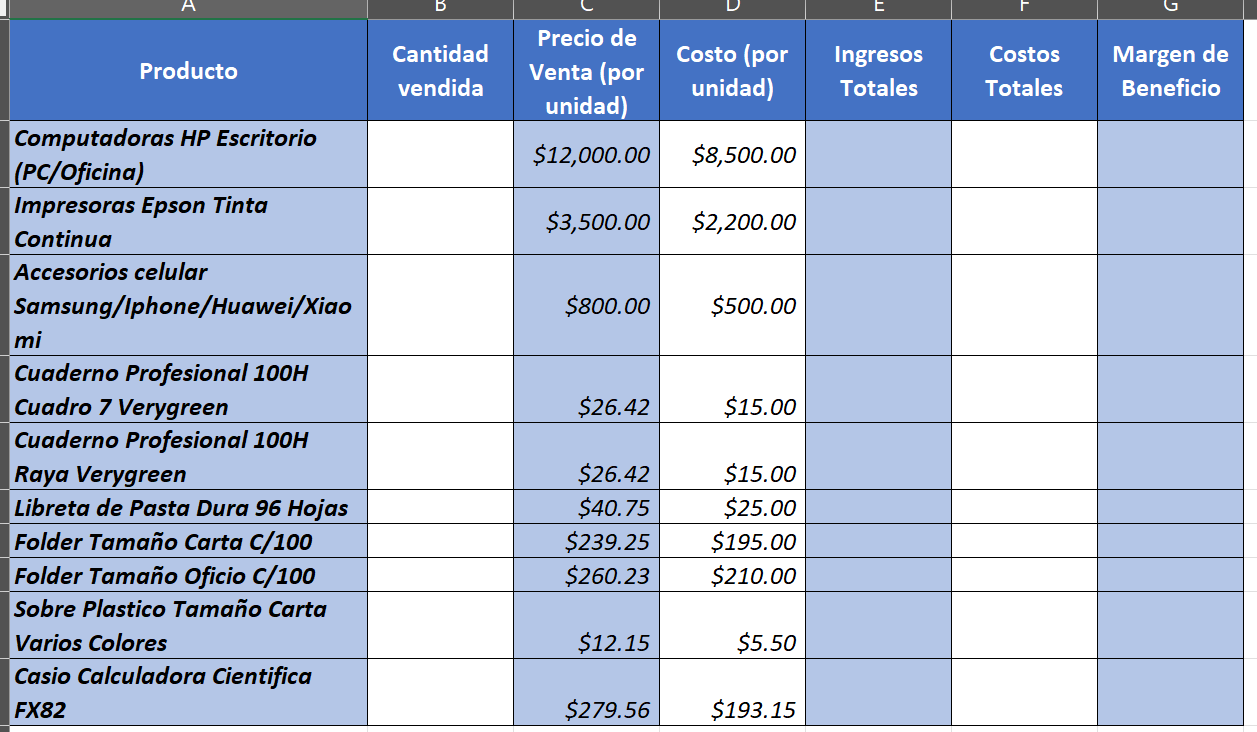 A B C D E F G
Producto
Cantidad
vendida
Precio de
Venta (por
unidad)
Costo (por
unidad)
Ingresos
Totales
Costos
Totales
Margen de
Beneficio
Computadoras HP Escritorio
(PC/Oficina)
$12,000.00 $8,500.00
Impresoras Epson Tinta
Continua
$3,500.00 $2,200.00
Accesorios celular
Samsung/Iphone/Huawei/Xiao
mi
$800.00 $500.00
Cuaderno Profesional 100H
Cuadro 7 Verygreen
$26.42 $15.00
Cuaderno Profesional 100H
Raya Verygreen
$26.42 $15.00
Libreta de Pasta Dura 96 Hojas $40.75 $25.00
Folder Tamaño Carta C/100 $239.25 $195.00
Folder Tamaño Oficio C/100 $260.23 $210.00
Sobre Plastico Tamaño Carta
Varios Colores
$12.15 $5.50
Casio Calculadora Cientifica
FX82
$279.56 $193.15